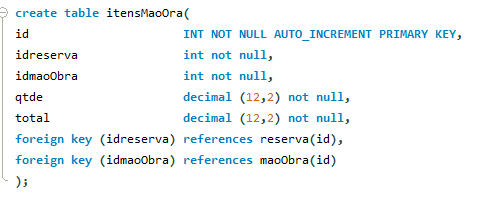 create table itensMaoOra(
id INT NOT NULL AUTO_INCREMENT PRIMARY KEY,
idreserva int not null,
idmaoObra int not null,
qtde decimal (12,2) not null,
total decimal (12,2) not null,
foreign key (idreserva) references reserva(id),
foreign key (idmaoObra) references maoObra(id)
);